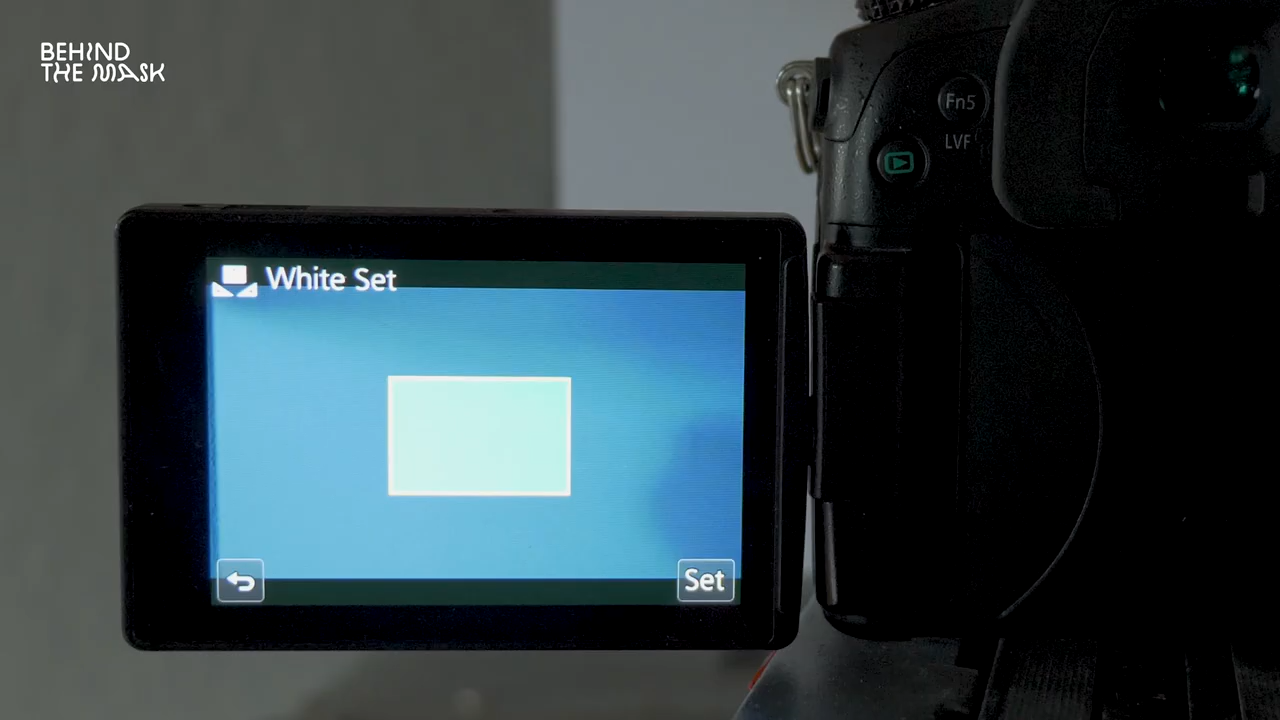 BEHIND
THE MASK
Fn5
LVF
White Set
Set